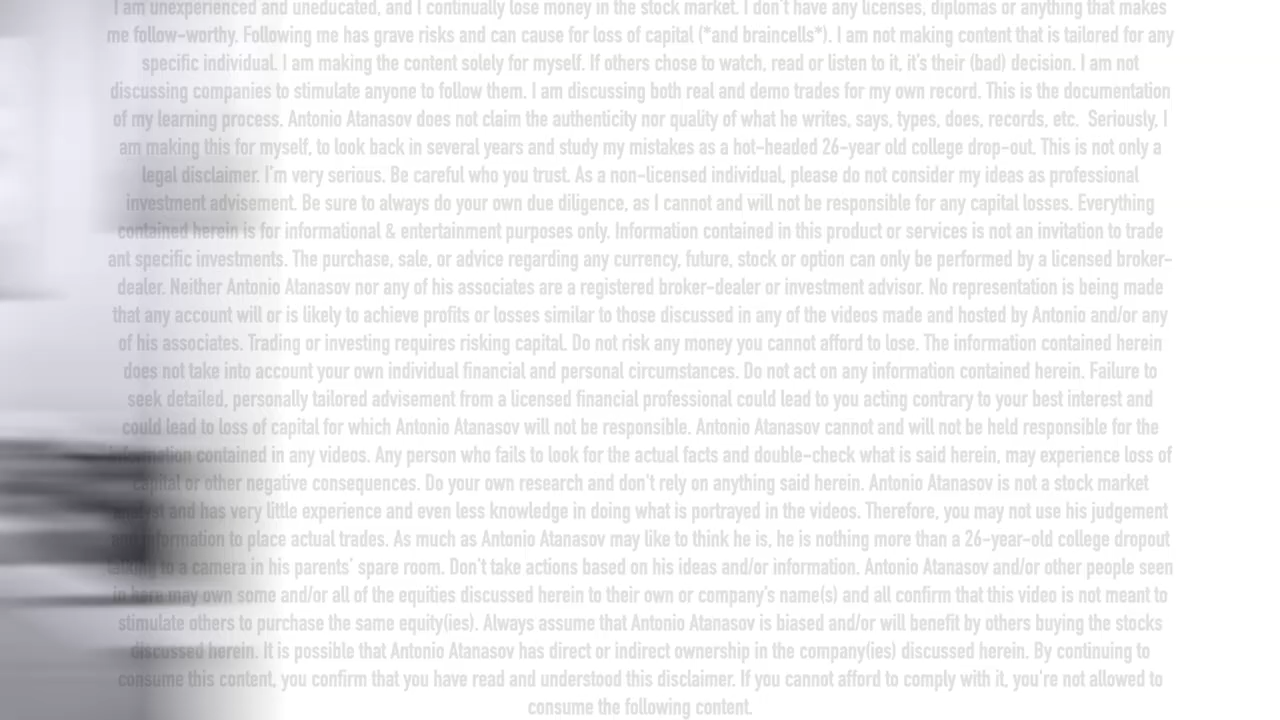 I am unexperienced and uneducated, and I continually lose money in the stock market. I don't have any licenses, diplomas or anything that makes
me follow-worthy. Following me has grave risks and can cause for loss of capital (*and braincells*). I am not making content that is tailored for any
specific individual. I am making the content solely for myself. If others chose to watch, read or listen to it, it's their (bad) decision. I am not
discussing companies to stimulate anyone to follow them. I am discussing both real and demo trades for my own record. This is the documentation
of my learning process. Antonio Atanasov does not claim the authenticity nor quality of what he writes, says, types, does, records, etc. Seriously, I
am making this for myself, to look back in several years and study my mistakes as a hot-headed 26-year old college drop-out. This is not only a
legal disclaimer. I'm very serious. Be careful who you trust. As a non-licensed individual, please do not consider my ideas as professional
investment advisement. Be sure to always do your own due diligence, as I cannot and will not be responsible for any capital losses. Everything
contained herein is for informational & entertainment purposes only. Information contained in this product or services is not an invitation to trade
ant specific investments. The purchase, sale, or advice regarding any currency, future, stock or option can only be performed by a licensed broker-
dealer. Neither Antonio Atanasov nor any of his associates are a registered broker-dealer or investment advisor. No representation is being made
that any account will or is likely to achieve profits or losses similar to those discussed in any of the videos made and hosted by Antonio and/or any
of his associates. Trading or investing requires risking capital. Do not risk any money you cannot afford to lose. The information contained herein
does not take into account your own individual financial and personal circumstances. Do not act on any information contained herein. Failure to
seek detailed, personally tailored advisement from a licensed financial professional could lead to you acting contrary to your best interest and
could lead to loss of capital for which Antonio Atanasov will not be responsible. Antonio Atanasov cannot and will not be held responsible for the
information contained in any videos. Any person who fails to look for the actual facts and double-check what is said herein, may experience loss of
capital or other negative consequences. Do your own research and don't rely on anything said herein. Antonio Atanasov is not a stock market
analyst and has very little experience and even less knowledge in doing what is portrayed in the videos. Therefore, you may not use his judgement
and information to place actual trades. As much as Antonio Atanasov may like to think he is, he is nothing more than a 26-year-old college dropout
talking to a camera in his parents' spare room. Don't take actions based on his ideas and/or information. Antonio Atanasov and/or other people seen
in here may own some and/or all of the equities discussed herein to their own or company's name(s) and all confirm that this video is not meant to
stimulate others to purchase the same equity(ies). Always assume that Antonio Atanasov is biased and/or will benefit by others buying the stocks
discussed herein. It is possible that Antonio Atanasov has direct or indirect ownership in the company(ies) discussed herein. By continuing to
consume this content, you confirm that you have read and understood this disclaimer. If you cannot afford to comply with it, you're not allowed to
consume the following content.